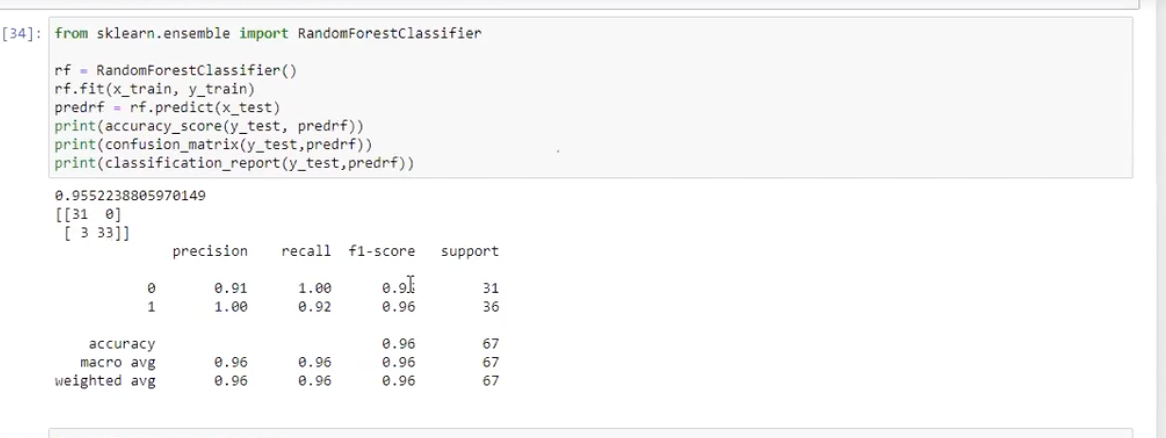 [34]: from sklearn.ensemble import RandomForestClassifier
rf = RandomForestClassifier()
rf.fit(x_train, y_train)
predrf = rf.predict(x_test)
print(accuracy_score(y_test, predrf))
print(confusion_matrix(y_test,predrf))
print(classification_report(y_test,predrf))
0.9552238805970149
[[31 0]
[ 3 33]]
precision recall f1-score support
0 0.91 1.00 31
1 1.00 0.92 0.96 36
accuracy 0.96 67
macro avg 0.96 0.96 0.96 67
weighted avg 0.96 0.96 0.96 67